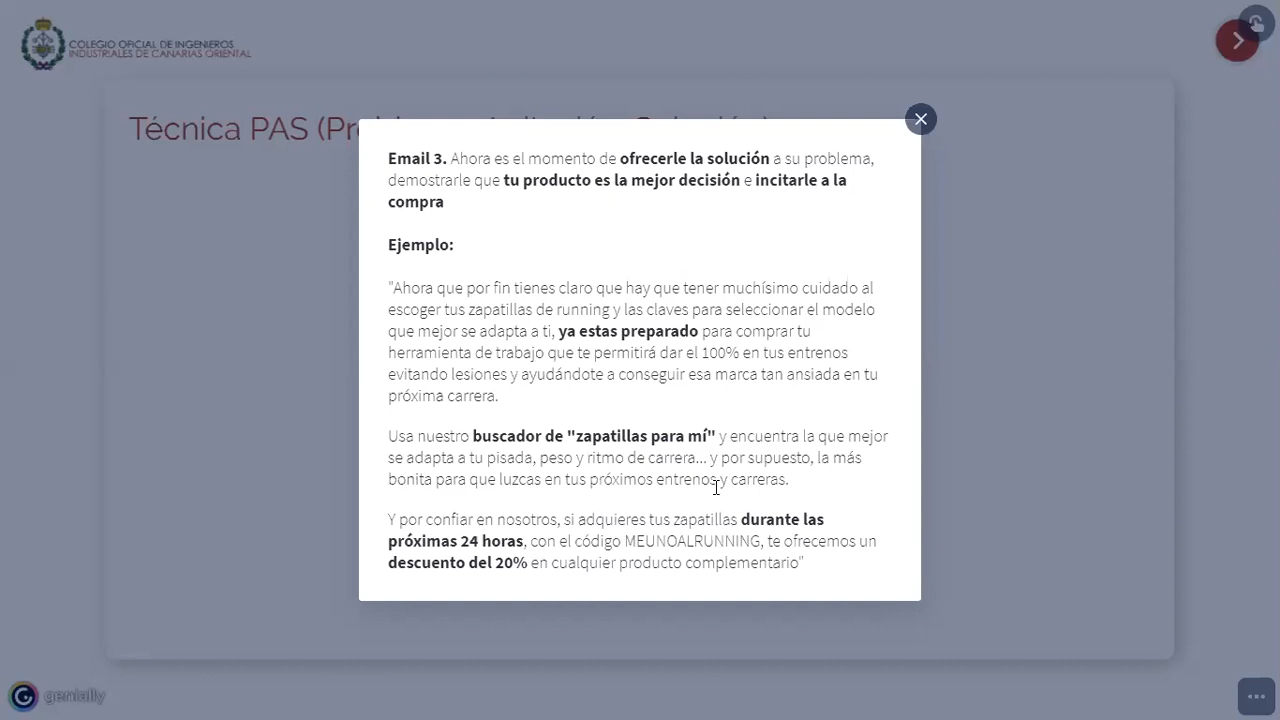 COLEGIO OFICIAL DE INGENIEROS
INDUSTRIALES DE CANARIAS ORIENTAL
Técnica PAS
Email 3. Ahora es el momento de ofrecerle la solución a su problema,
demostrarle que tu producto es la mejor decisión e incitarle a la
compra
Ejemplo:
"Ahora que por fin tienes claro que hay que tener muchísimo cuidado al
escoger tus zapatillas de running y las claves para seleccionar el modelo
que mejor se adapta a ti, ya estas preparado para comprar tu
herramienta de trabajo que te permitirá dar el 100% en tus entrenos
evitando lesiones y ayudándote a conseguir esa marca tan ansiada en tu
próxima carrera.
Usa nuestro buscador de "zapatillas para mí" y encuentra la que mejor
se adapta a tu pisada, peso y ritmo de carrera... y por supuesto, la más
bonita para que luzcas en tus próximos entrenos y carreras.
Y por confiar en nosotros, si adquieres tus zapatillas durante las
próximas 24 horas, con el código MEUNOALRUNNING, te ofrecemos un
descuento del 20% en cualquier producto complementario"
genially